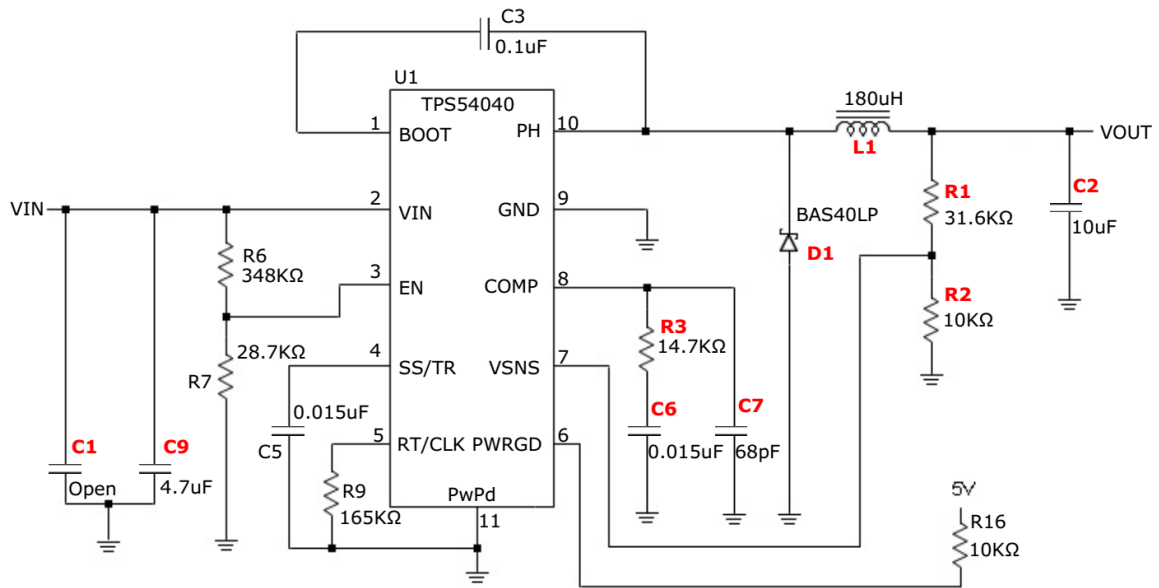 C3
0.1uF
U1
TPS54040
180uH
1
BOOT
PH
10
VOUT
L1
R1
31.6KΩ
C2
10uF
VIN
2
VIN
GND
9
BAS40LP
D1
R6
348KΩ
3
EN
COMP
8
R2
10KΩ
R3
14.7KΩ
28.7KΩ
R7
4
SS/TR
VSNS
7
0.015uF
C5
C6
0.015uF
C7
68pF
C1
Open
C9
4.7uF
5
RT/CLK
PWRGD
6
R9
165KΩ
PwPd
11
5V
R16
10KΩ